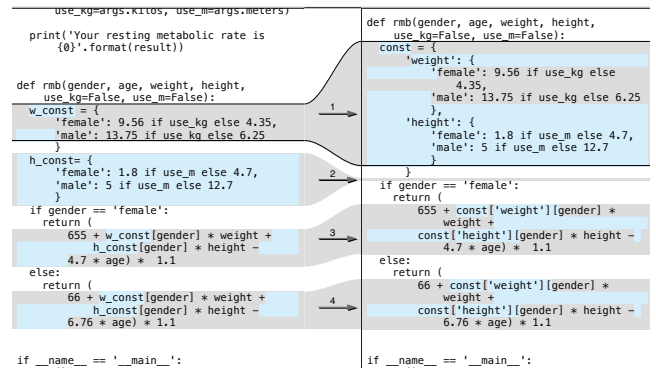 use_kg=args.kilos, use_m=args.meters)
print('Your resting metabolic rate is
{0}'.format(result))
def rmb(gender, age, weight, height,
use_kg=False, use_m=False):
w_const = {
'female': 9.56 if use_kg else 4.35,
'male': 13.75 if use_kg else 6.25
}
h_const= {
'female': 1.8 if use_m else 4.7,
'male': 5 if use_m else 12.7
}
if gender == 'female':
return (
655 + w_const[gender] * weight +
h_const[gender] * height –
4.7 * age) * 1.1
else:
return (
66 + w_const[gender] * weight +
h_const[gender] * height –
6.76 * age) * 1.1
if __name__ == '__main__':
1
2
3
4
def rmb(gender, age, weight, height,
use_kg=False, use_m=False):
const = {
'weight': {
'female': 9.56 if use_kg else
4.35,
'male': 13.75 if use_kg else 6.25
},
'height': {
'female': 1.8 if use_m else 4.7,
'male': 5 if use_m else 12.7
}
}
if gender == 'female':
return (
655 + const['weight'][gender] *
weight +
const['height'][gender] * height –
4.7 * age) * 1.1
else:
return (
66 + const['weight'][gender] *
weight +
const['height'][gender] * height –
6.76 * age) * 1.1
if __name__ == '__main__':